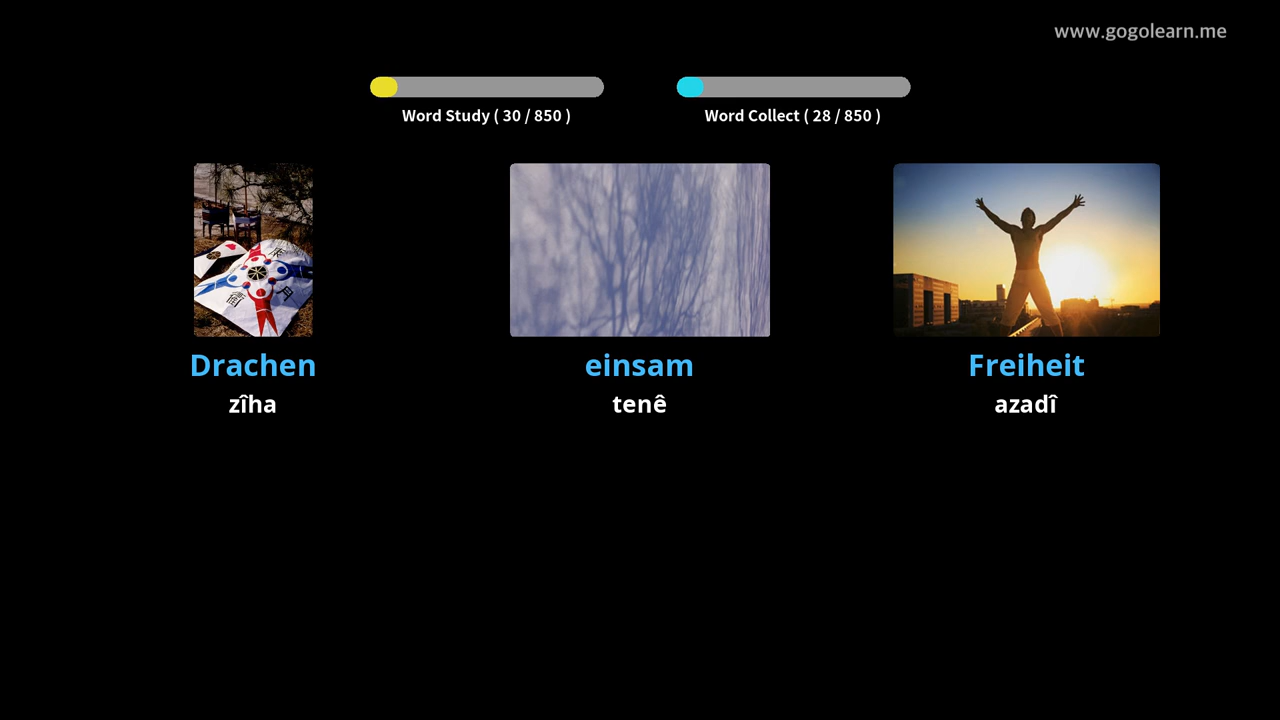 www.gogolearn.me
Word Study ( 30 / 850 )
Word Collect ( 28 / 850 )
Drachen
einsam
Freiheit
zîha
tenê
azadî